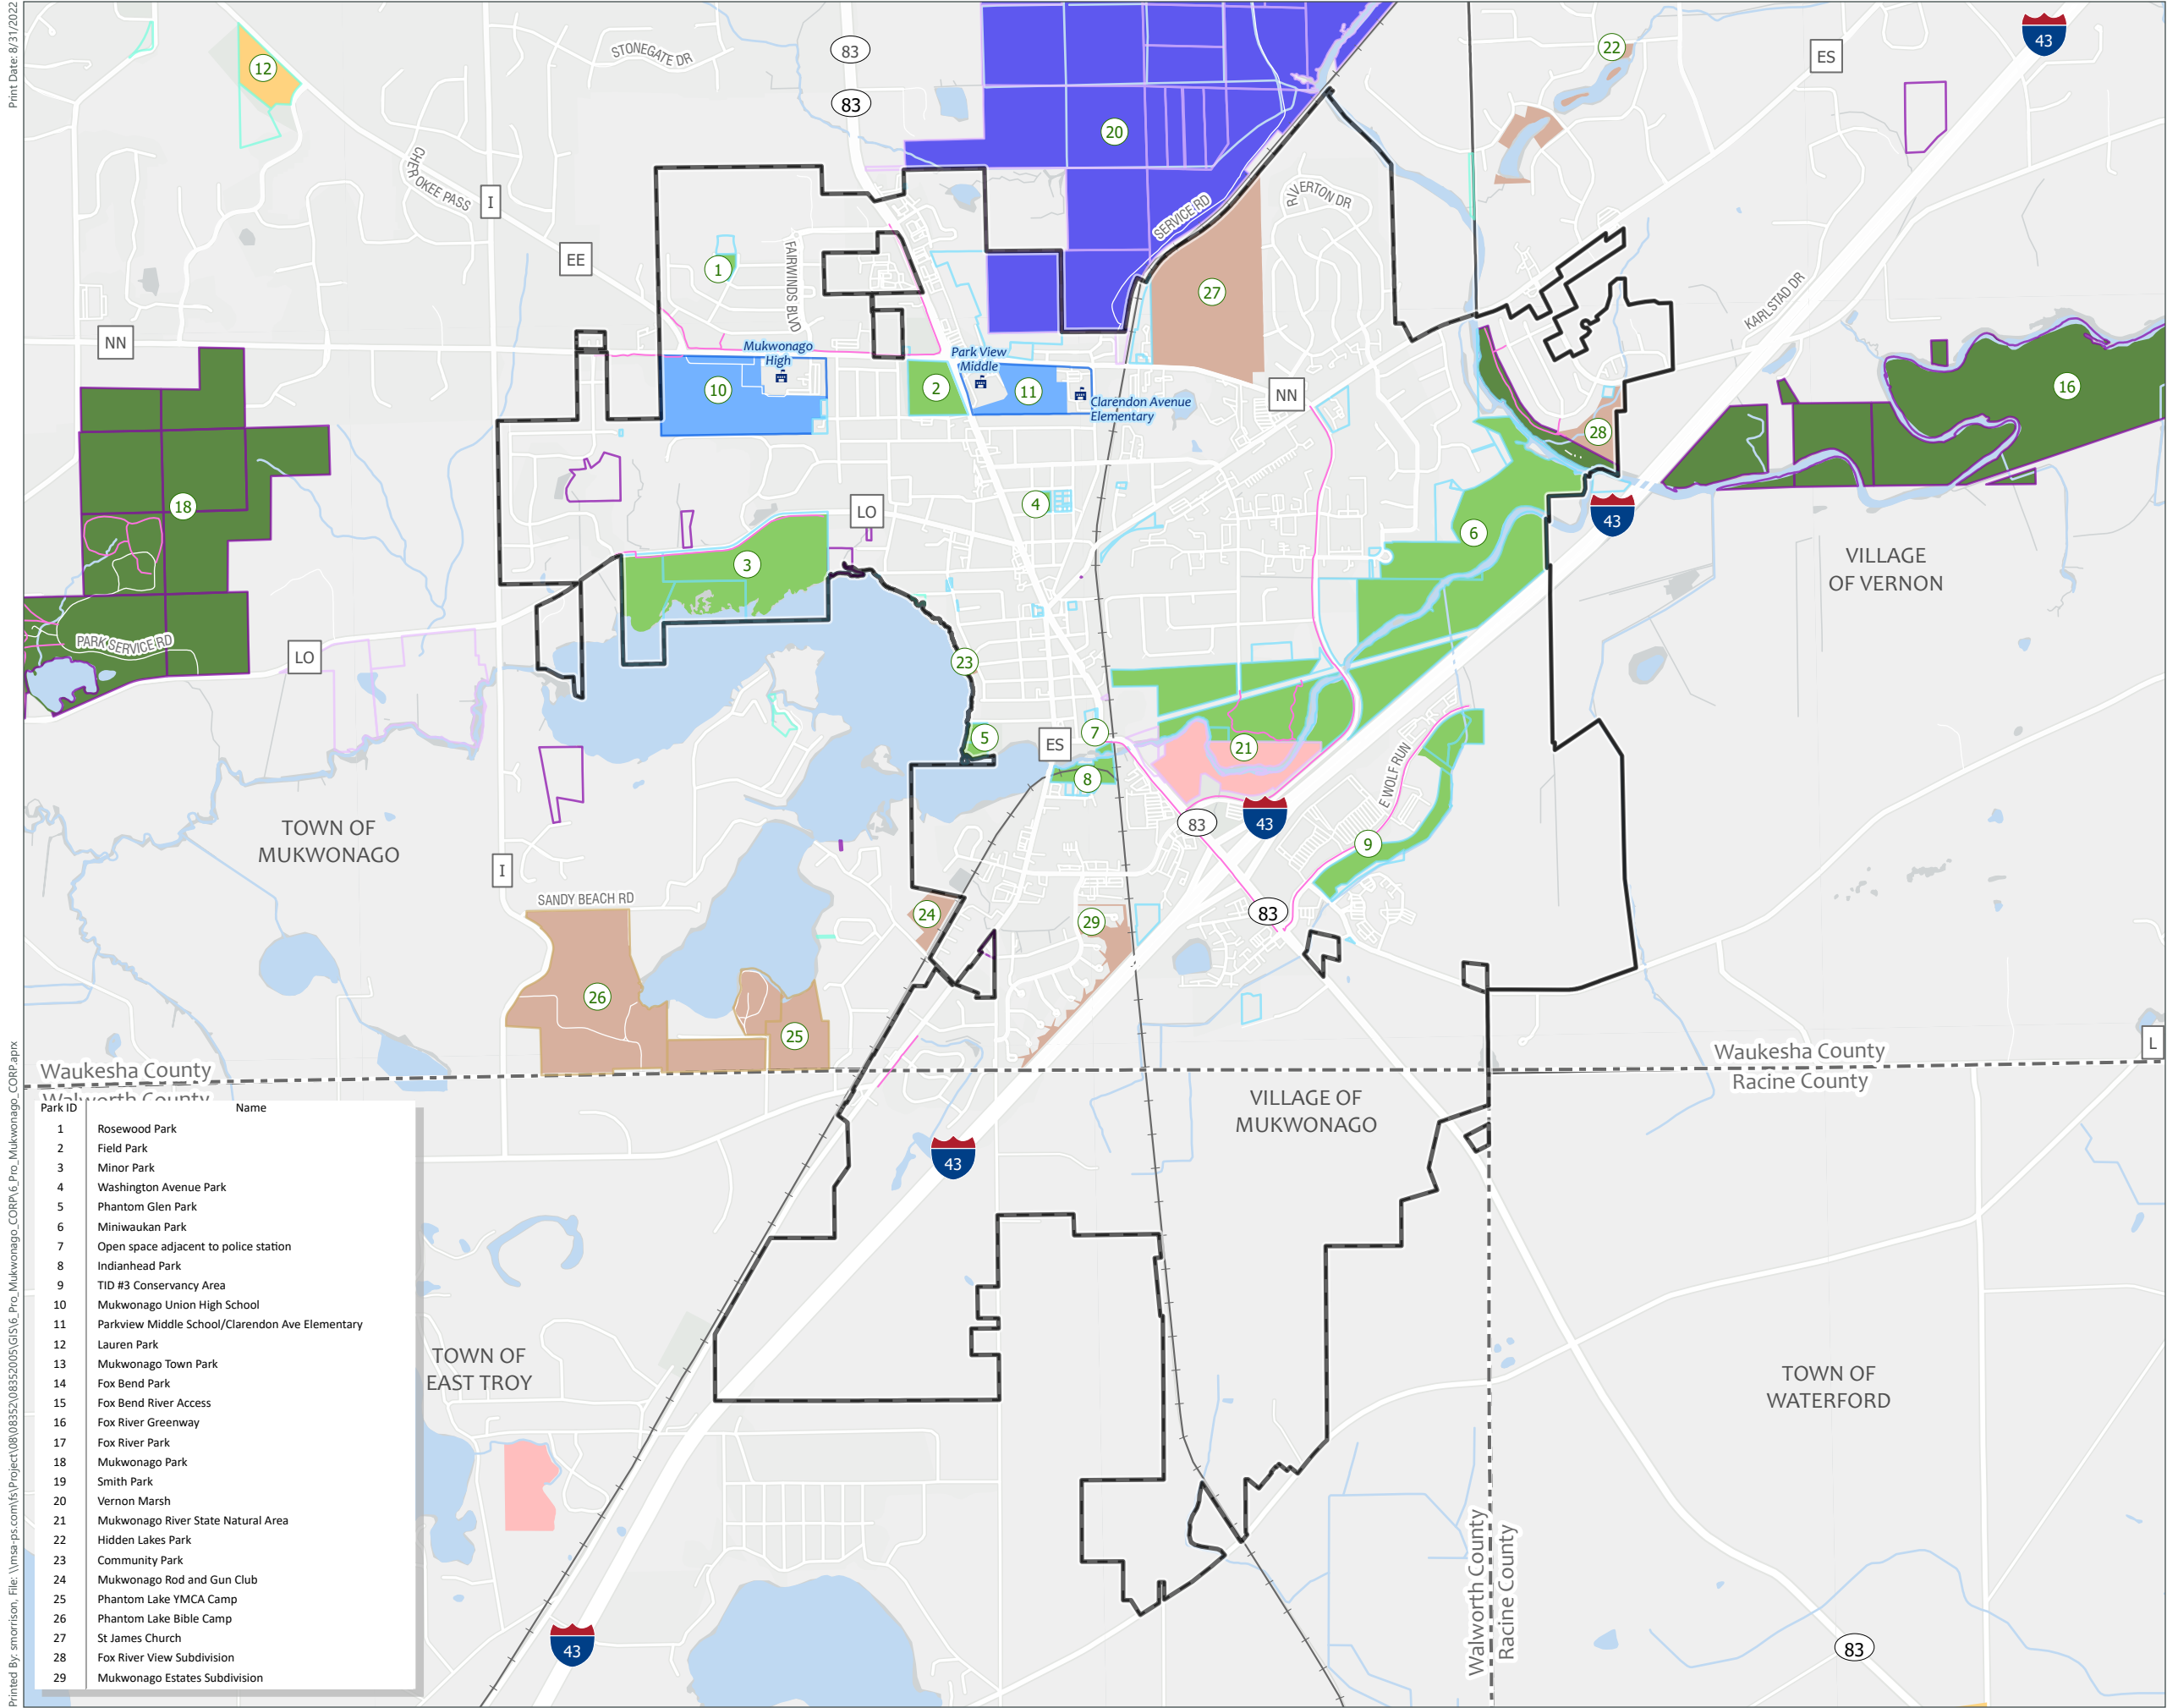 Print Date: 8/31/2022
12
STONEGATE DR
83
83
20
22
ES
43
CHEROKEE PASS
I
EE
1
FAIRWINDS BLVD
SERVICE RD
RIVERTON DR
27
KARLSTAD DR
NN
Mukwonago
High
10
2
Park View
Middle
11
Clarendon Avenue
Elementary
NN
16
28
18
4
LO
3
6
43
VILLAGE
OF VERNON
PARK SERVICE RD
LO
23
5
ES
7
8
21
43
83
E WOLF RUN
9
TOWN OF
MUKWONAGO
I
SANDY BEACH RD
24
29
83
26
25
Waukesha County
Walworth County
Waukesha County
Racine County
L
VILLAGE OF
MUKWONAGO
43
TOWN OF
EAST TROY
TOWN OF
WATERFORD
Walworth County
Racine County
43
83
Park ID Name
1 Rosewood Park
2 Field Park
3 Minor Park
4 Washington Avenue Park
5 Phantom Glen Park
6 Miniwaukan Park
7 Open space adjacent to police station
8 Indianhead Park
9 TID #3 Conservancy Area
10 Mukwonago Union High School
11 Parkview Middle School/Clarendon Ave Elementary
12 Lauren Park
13 Mukwonago Town Park
14 Fox Bend Park
15 Fox Bend River Access
16 Fox River Greenway
17 Fox River Park
18 Mukwonago Park
19 Smith Park
20 Vernon Marsh
21 Mukwonago River State Natural Area
22 Hidden Lakes Park
23 Community Park
24 Mukwonago Rod and Gun Club
25 Phantom Lake YMCA Camp
26 Phantom Lake Bible Camp
27 St James Church
28 Fox River View Subdivision
29 Mukwonago Estates Subdivision
Printed By: smorrison, File: \\msa-ps.com\fs\Project\08\08352\08352005\GIS\6_Pro_Mukwonago_CORP\6_Pro_Mukwonago_CORP.aprx